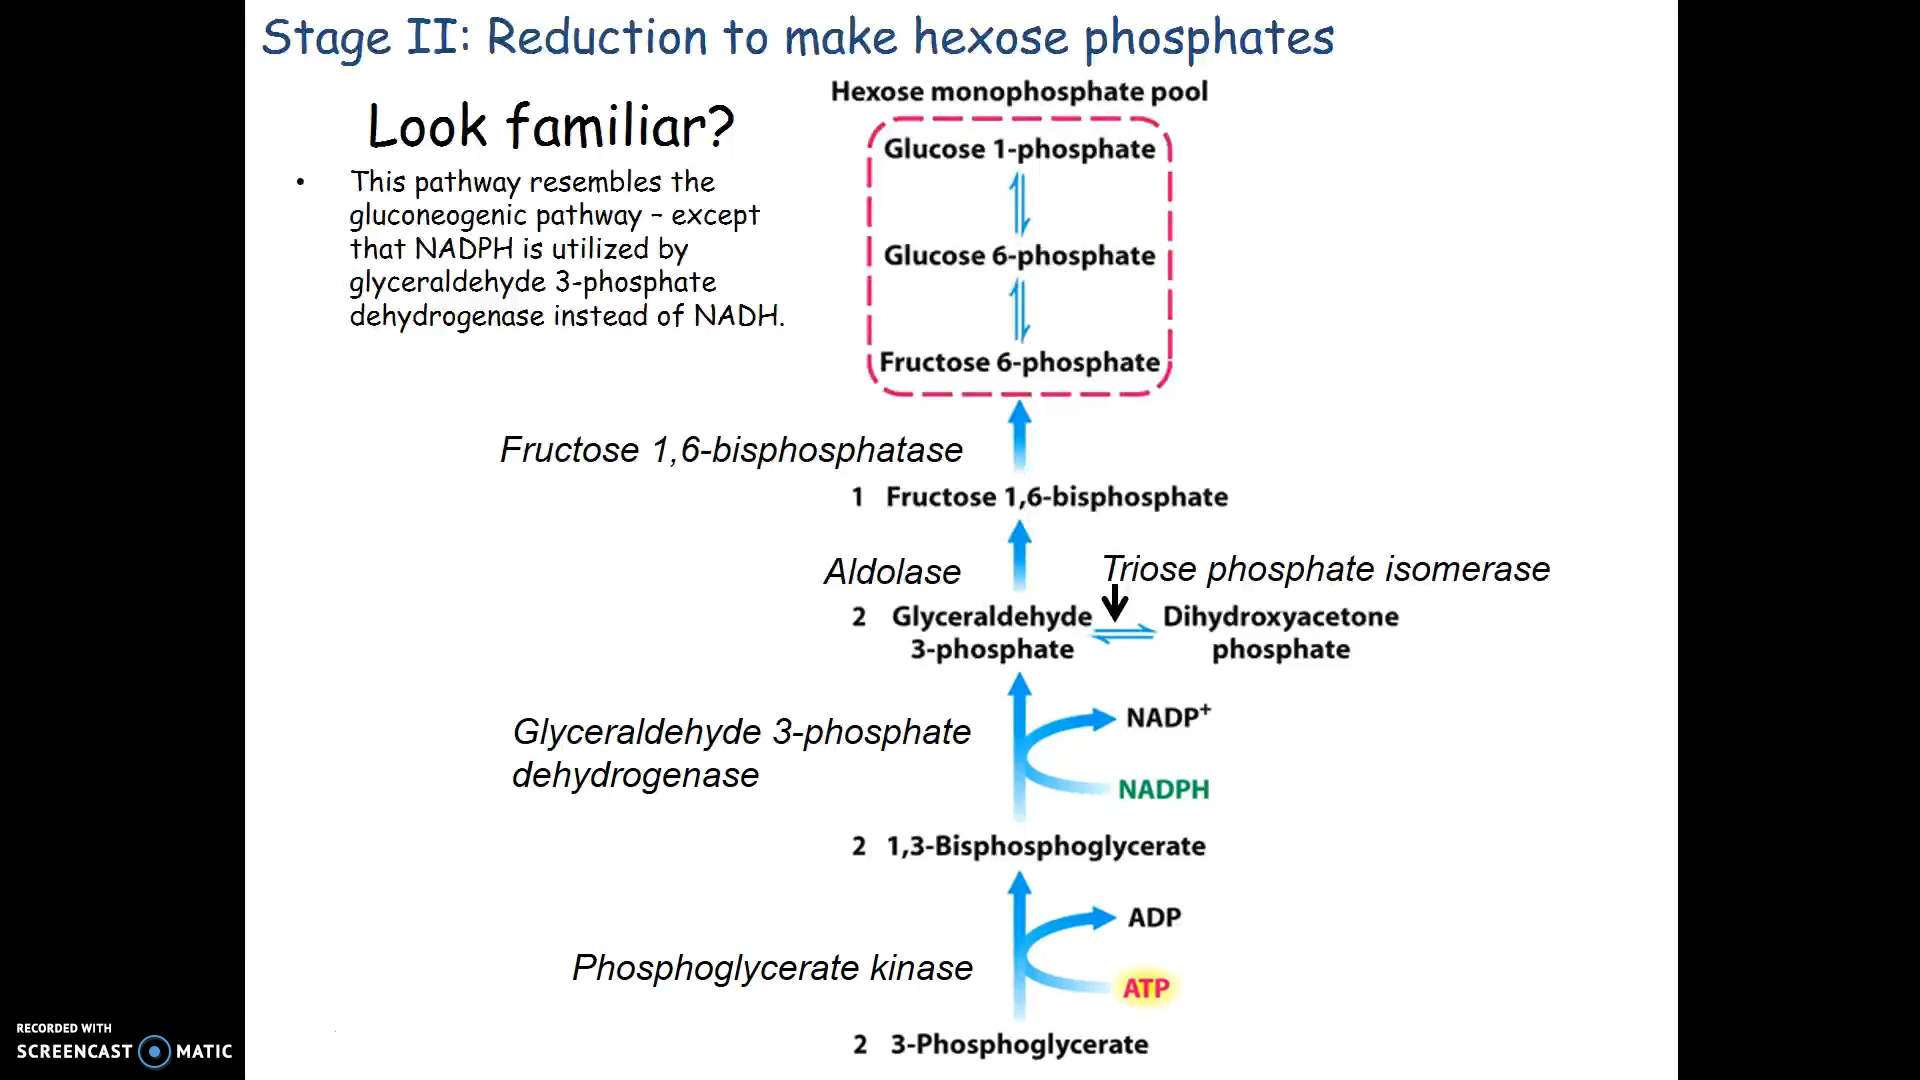 Stage II: Reduction to make hexose phosphates
Look familiar?
• This pathway resembles the
gluconeogenic pathway – except
that NADPH is utilized by
glyceraldehyde 3-phosphate
dehydrogenase instead of NADH.
Hexose monophosphate pool
Glucose 1-phosphate
Glucose 6-phosphate
Fructose 6-phosphate
Fructose 1,6-bisphosphatase
1 Fructose 1,6-bisphosphate
Aldolase
Triose phosphate isomerase
2 Glyceraldehyde
3-phosphate
Dihydroxyacetone
phosphate
Glyceraldehyde 3-phosphate
dehydrogenase
NADP⁺
NADPH
2 1,3-Bisphosphoglycerate
ADP
Phosphoglycerate kinase
ATP
2 3-Phosphoglycerate
RECORDED WITH
SCREENCAST MATIC